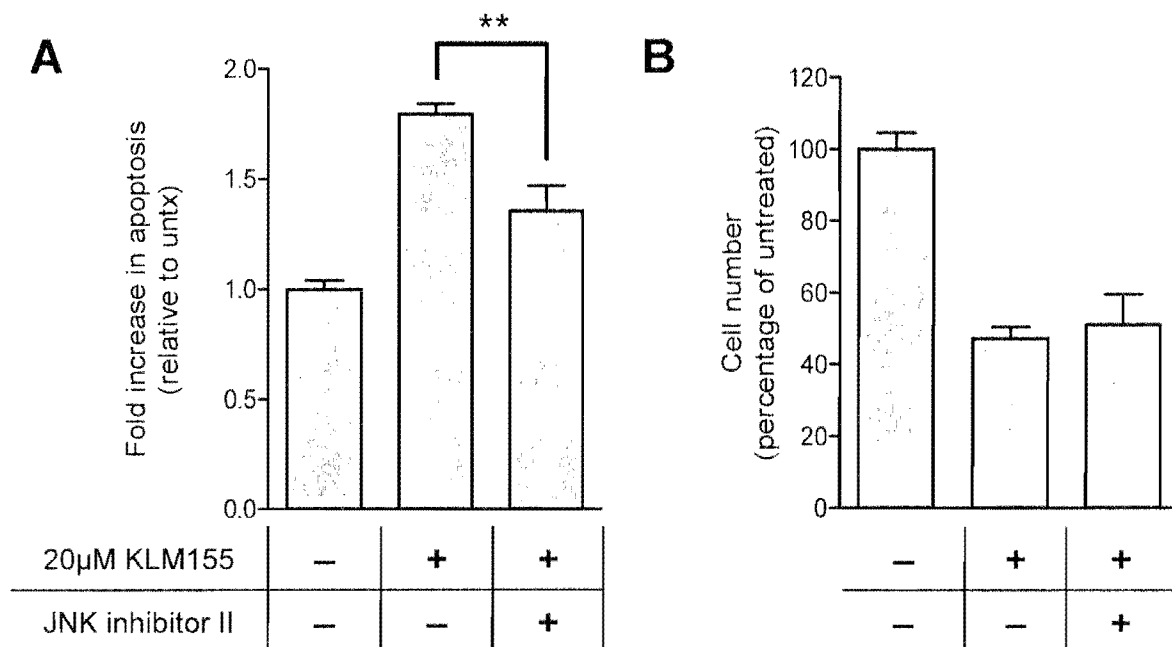 A
**
Fold increase in apoptosis
(relative to untx)
2.0
1.5
1.0
0.5
0.0
B
Cell number
(percentage of untreated)
120
100
80
60
40
20
0
20µM KLM155 – + + – + +
JNK inhibitor II – – + – – +